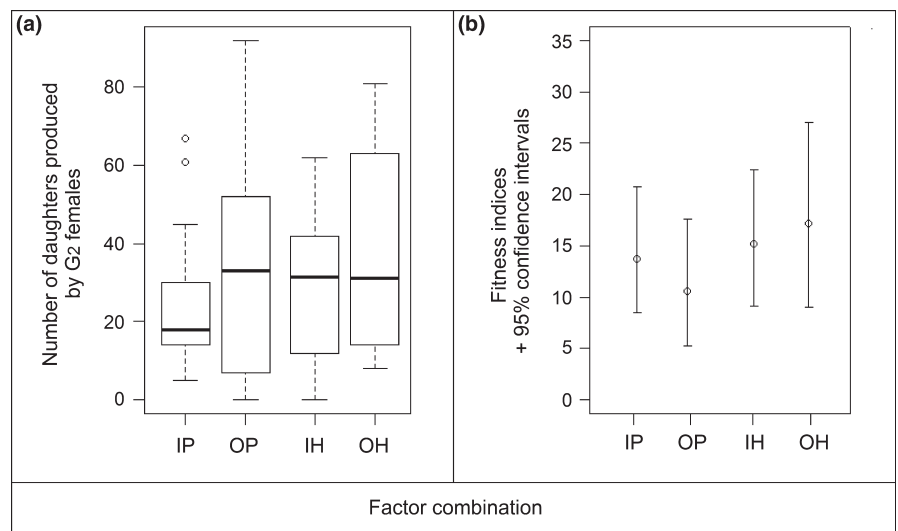 (a)
Number of daughters produced
by G2 females
80
60
40
20
0
IP OP IH OH
(b)
Fitness indices
+ 95% confidence intervals
35
30
25
20
15
10
5
0
IP OP IH OH
Factor combination